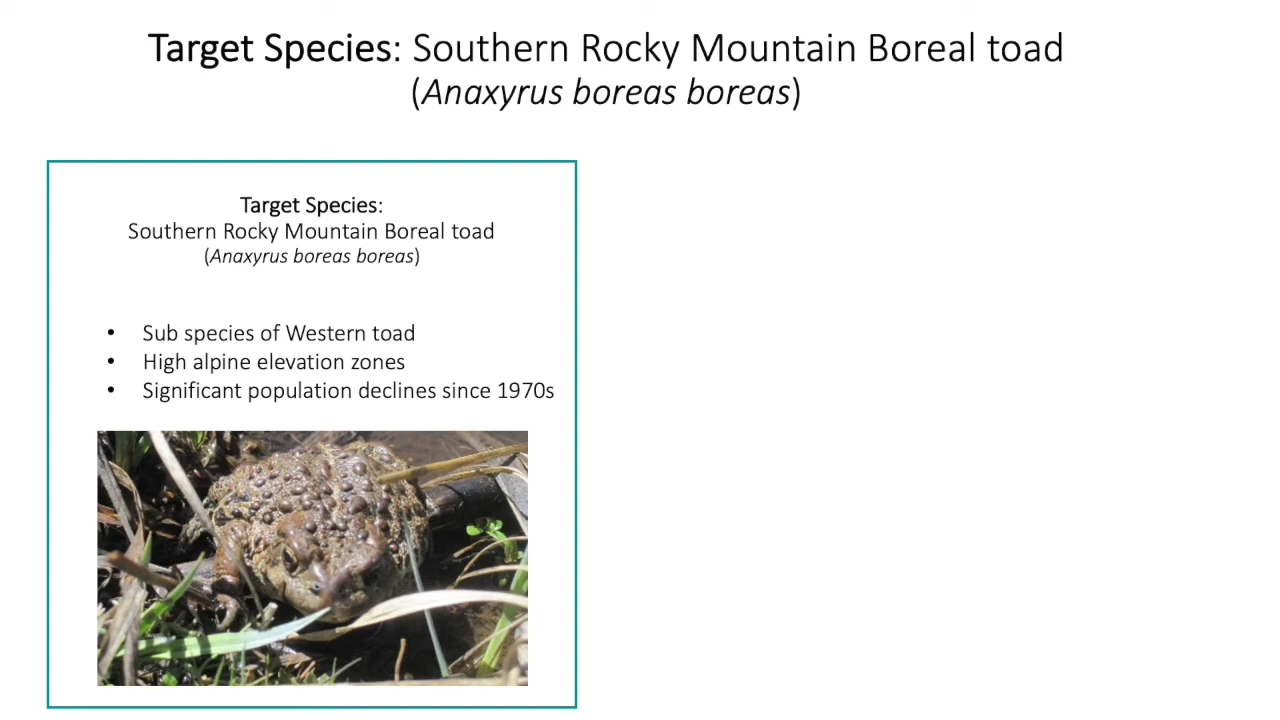 Target Species: Southern Rocky Mountain Boreal toad
(Anaxyrus boreas boreas)
Target Species:
Southern Rocky Mountain Boreal toad
(Anaxyrus boreas boreas)
• Sub species of Western toad
• High alpine elevation zones
• Significant population declines since 1970s